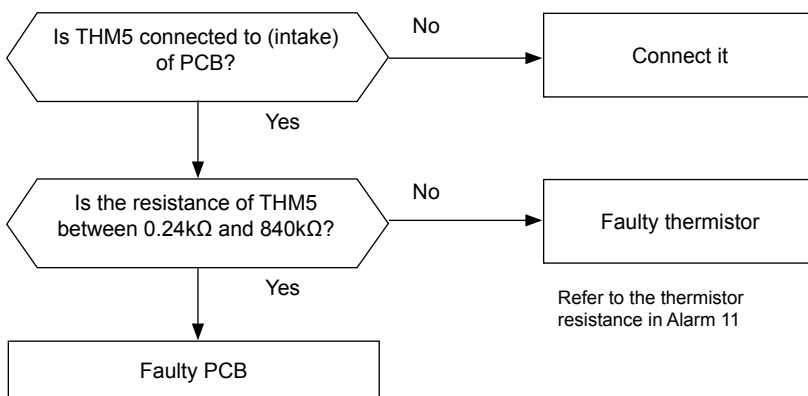 Is THM5 connected to (intake)
of PCB?
No
Connect it
Yes
Is the resistance of THM5
between 0.24kΩ and 840kΩ?
No
Faulty thermistor
Yes
Refer to the thermistor
resistance in Alarm 11
Faulty PCB